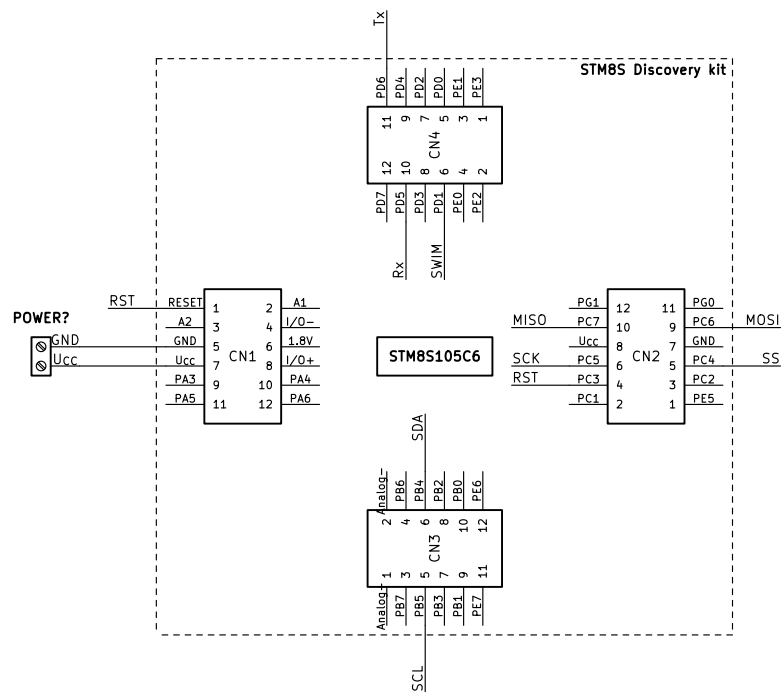 Tx
STM8S Discovery kit
PD6 PD4 PD2 PD0 PE1 PE3
11 9 7 5 3 1
CN4
12 10 8 6 4 2
PD7 PD5 PD3 PD1 PE0 PE2
Rx SWIM
RST RESET 1 2 A1
A2 3 4 I/O-
POWER?
GND GND 5 6 1.8V
CN1
Ucc Ucc 7 8 I/O+
PA3 9 10 PA4
PA5 11 12 PA6
STM8S105C6
PG1 12 11 PG0
MISO PC7 10 9 PC6 MOSI
Ucc 8 7 GND
CN2
SCK PC5 6 5 PC4 SS
RST PC3 4 3 PC2
PC1 2 1 PE5
SDA
Analog- PB6 PB4 PB2 PB0 PE6
2 4 6 8 10 12
CN3
1 3 5 7 9 11
PB7 PB5 PB3 PB1 PE7
SCL